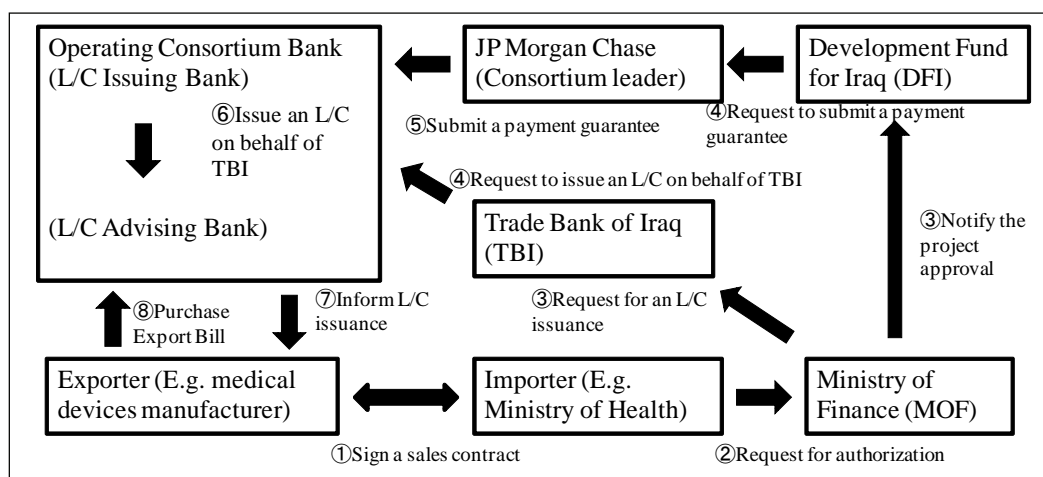 Operating Consortium Bank
(L/C Issuing Bank)
⑥Issue an L/C
on behalf of
TBI
(L/C Advising Bank)
JP Morgan Chase
(Consortium leader)
Development Fund
for Iraq (DFI)
⑤Submit a payment guarantee
④Request to submit a payment
guarantee
④Request to issue an L/C on behalf of TBI
Trade Bank of Iraq
(TBI)
③Notify the
project
approval
③Request for an L/C
issuance
⑧Purchase
Export Bill
⑦Inform L/C
issuance
Exporter (E.g. medical
devices manufacturer)
Importer (E.g.
Ministry of Health)
Ministry of
Finance (MOF)
①Sign a sales contract
②Request for authorization